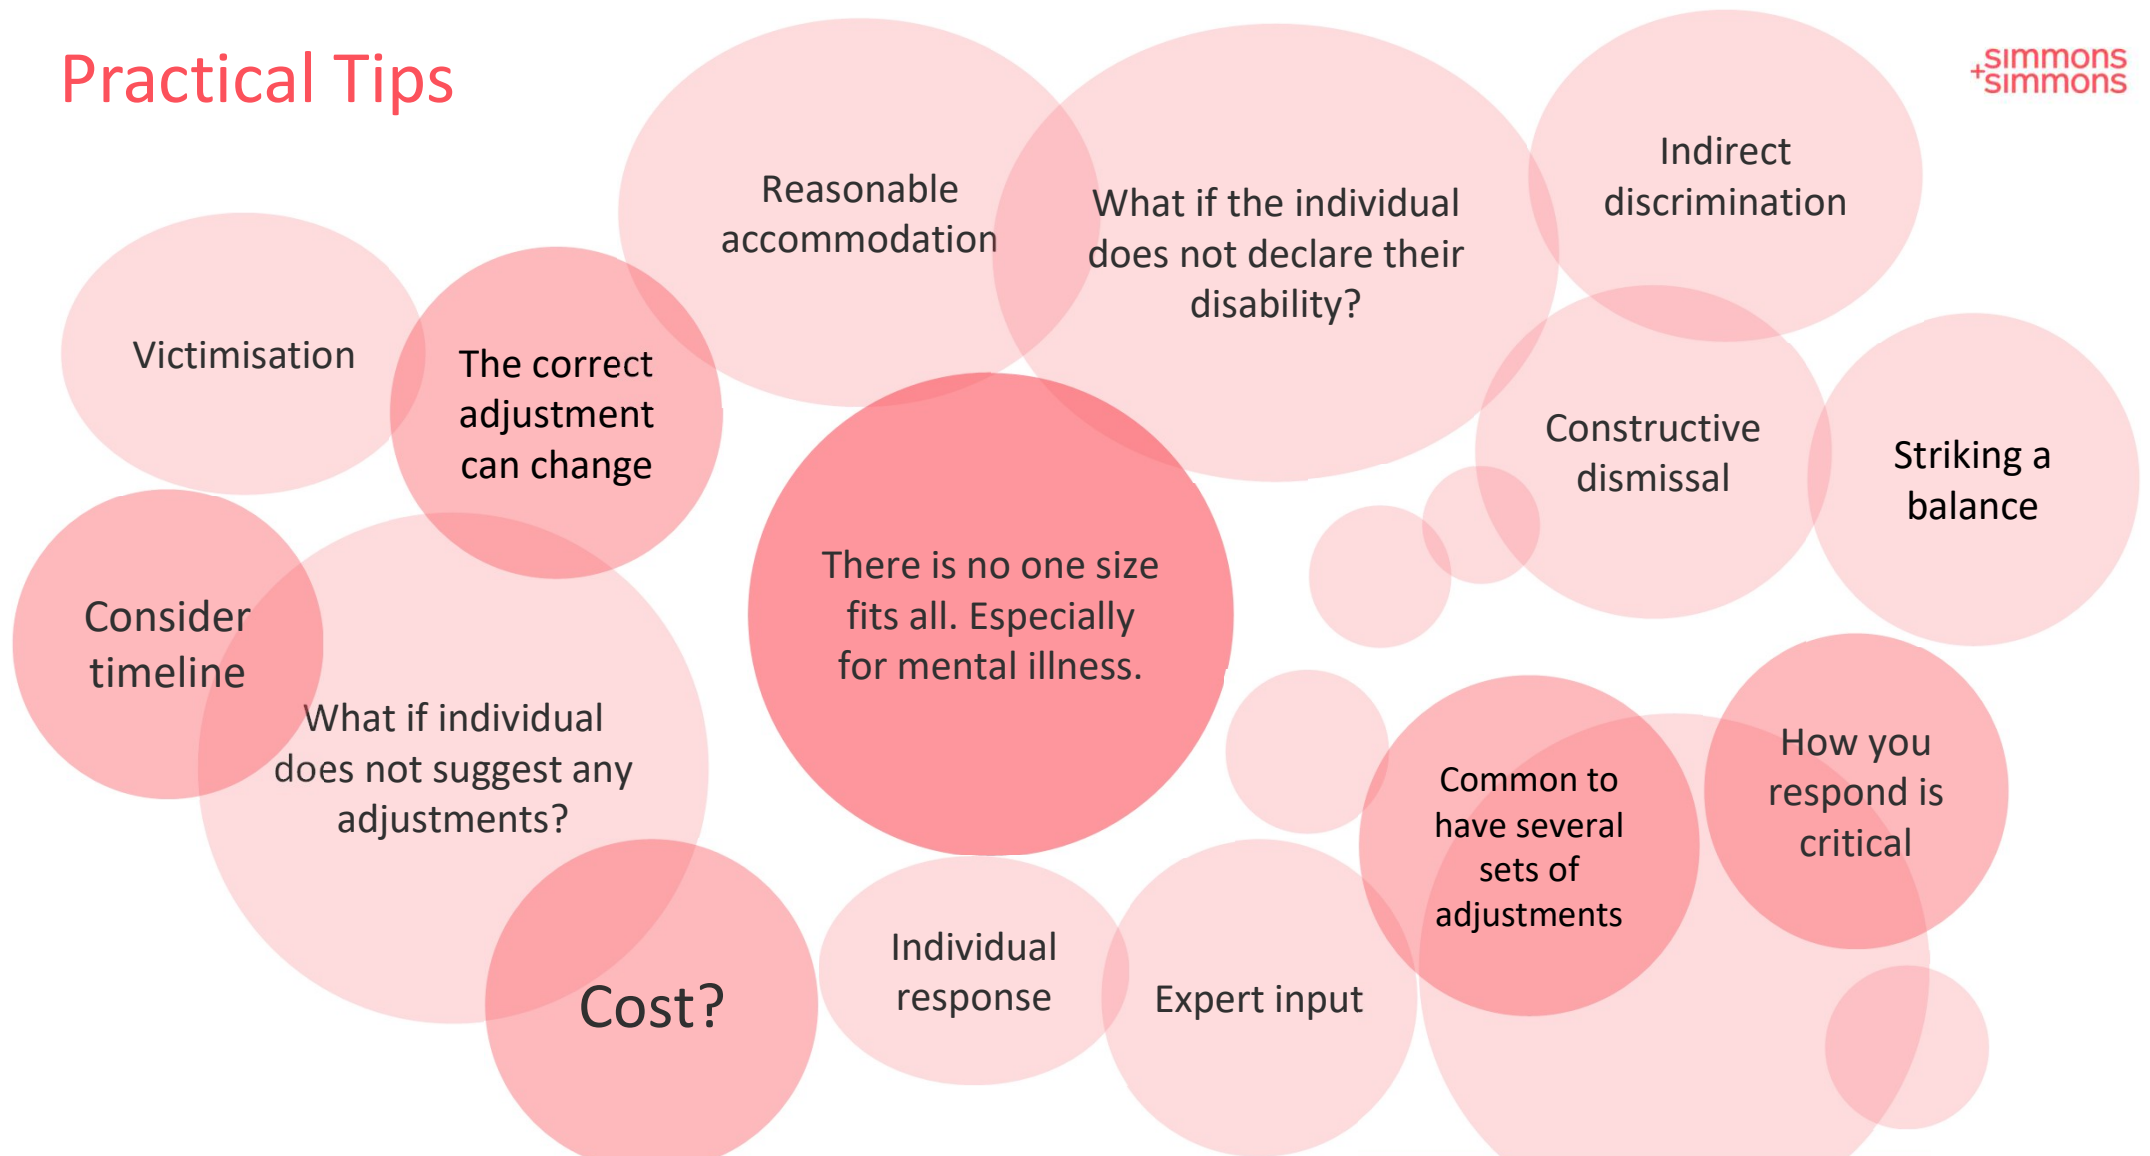 Practical Tips
+simmons
+simmons
Reasonable
accommodation
What if the individual
does not declare their
disability?
Indirect
discrimination
Victimisation
The correct
adjustment
can change
Constructive
dismissal
Striking a
balance
Consider
timeline
There is no one size
fits all. Especially
for mental illness.
What if individual
does not suggest any
adjustments?
Common to
have several
sets of
adjustments
How you
respond is
critical
Cost?
Individual
response
Expert input